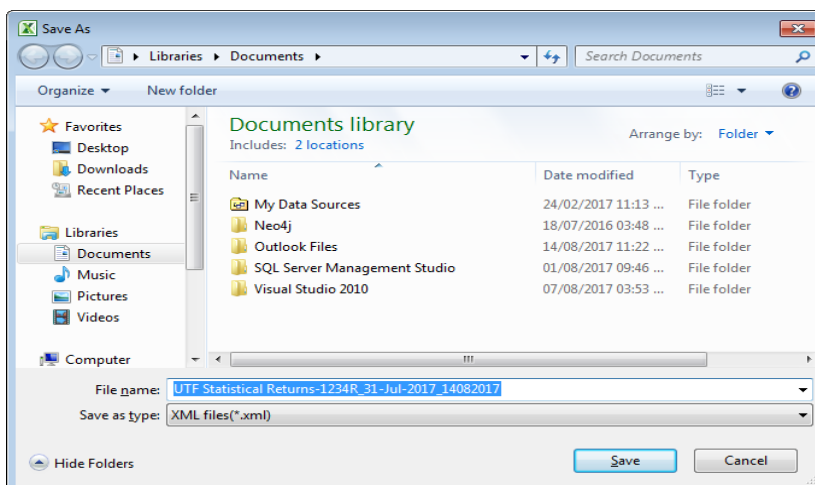 Save As
Libraries Documents
Search Documents
Organize New folder
Favorites
Desktop
Downloads
Recent Places
Libraries
Documents
Music
Pictures
Videos
Computer
Documents library
Includes: 2 locations
Arrange by: Folder
Name Date modified Type
My Data Sources 24/02/2017 11:13 ... File folder
Neo4j 18/07/2016 03:48 ... File folder
Outlook Files 14/08/2017 11:22 ... File folder
SQL Server Management Studio 01/08/2017 09:46 ... File folder
Visual Studio 2010 07/08/2017 03:53 ... File folder
File name: UTF Statistical Returns-1234R_31-Jul-2017_14082017
Save as type: XML files(*.xml)
Hide Folders Save Cancel